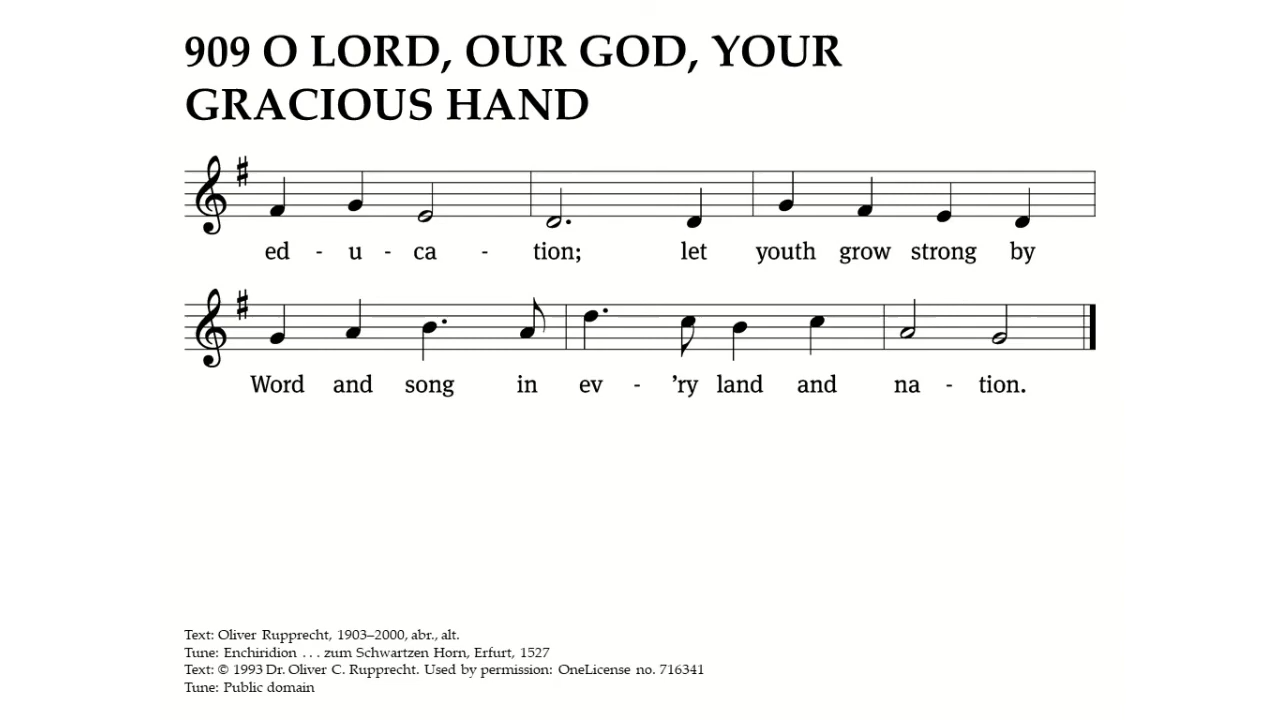 909 O LORD, OUR GOD, YOUR
GRACIOUS HAND
ed - u - ca - tion; let youth grow strong by
Word and song in ev - ’ry land and na - tion.
Text: Oliver Rupprecht, 1903–2000, abr., alt.
Tune: Enchiridion . . . zum Schwartzen Horn, Erfurt, 1527
Text: © 1993 Dr. Oliver C. Rupprecht. Used by permission: OneLicense no. 716341
Tune: Public domain